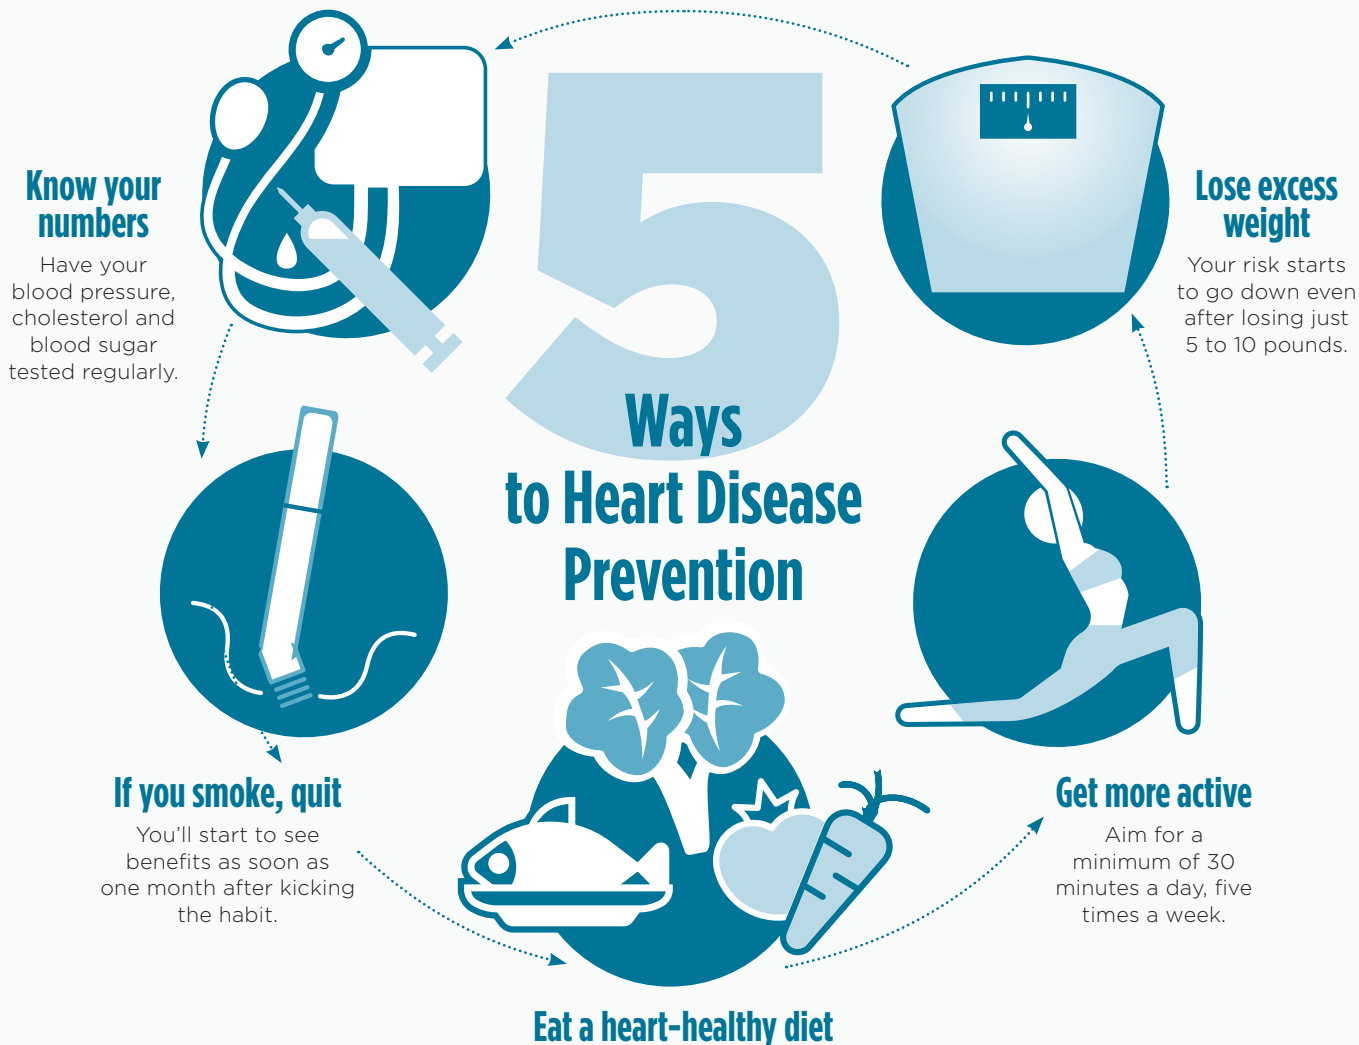 5
Ways
to Heart Disease
Prevention
Know your
numbers
Have your
blood pressure,
cholesterol and
blood sugar
tested regularly.
If you smoke, quit
You’ll start to see
benefits as soon as
one month after kicking
the habit.
Eat a heart-healthy diet
Get more active
Aim for a
minimum of 30
minutes a day, five
times a week.
Lose excess
weight
Your risk starts
to go down even
after losing just
5 to 10 pounds.